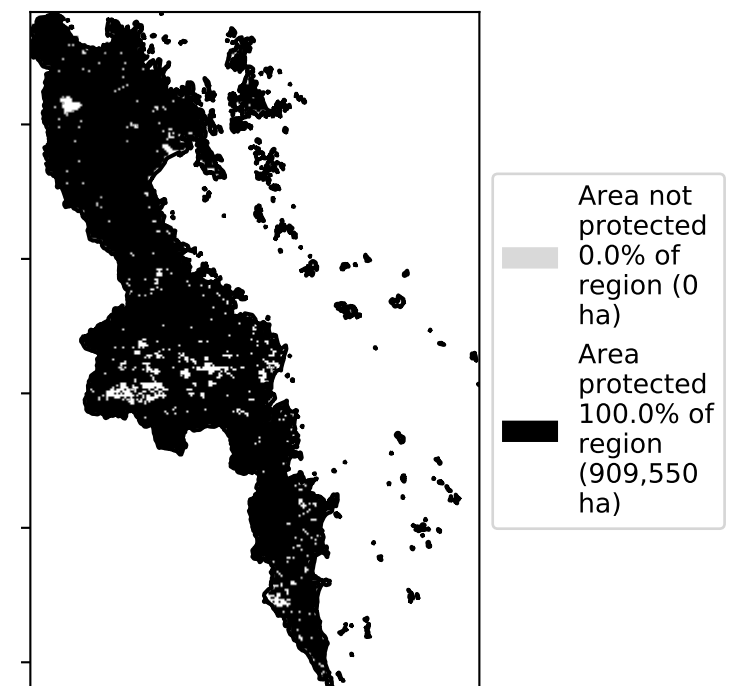 Area not
protected
0.0% of
region (0
ha)
Area
protected
100.0% of
region
(909,550
ha)